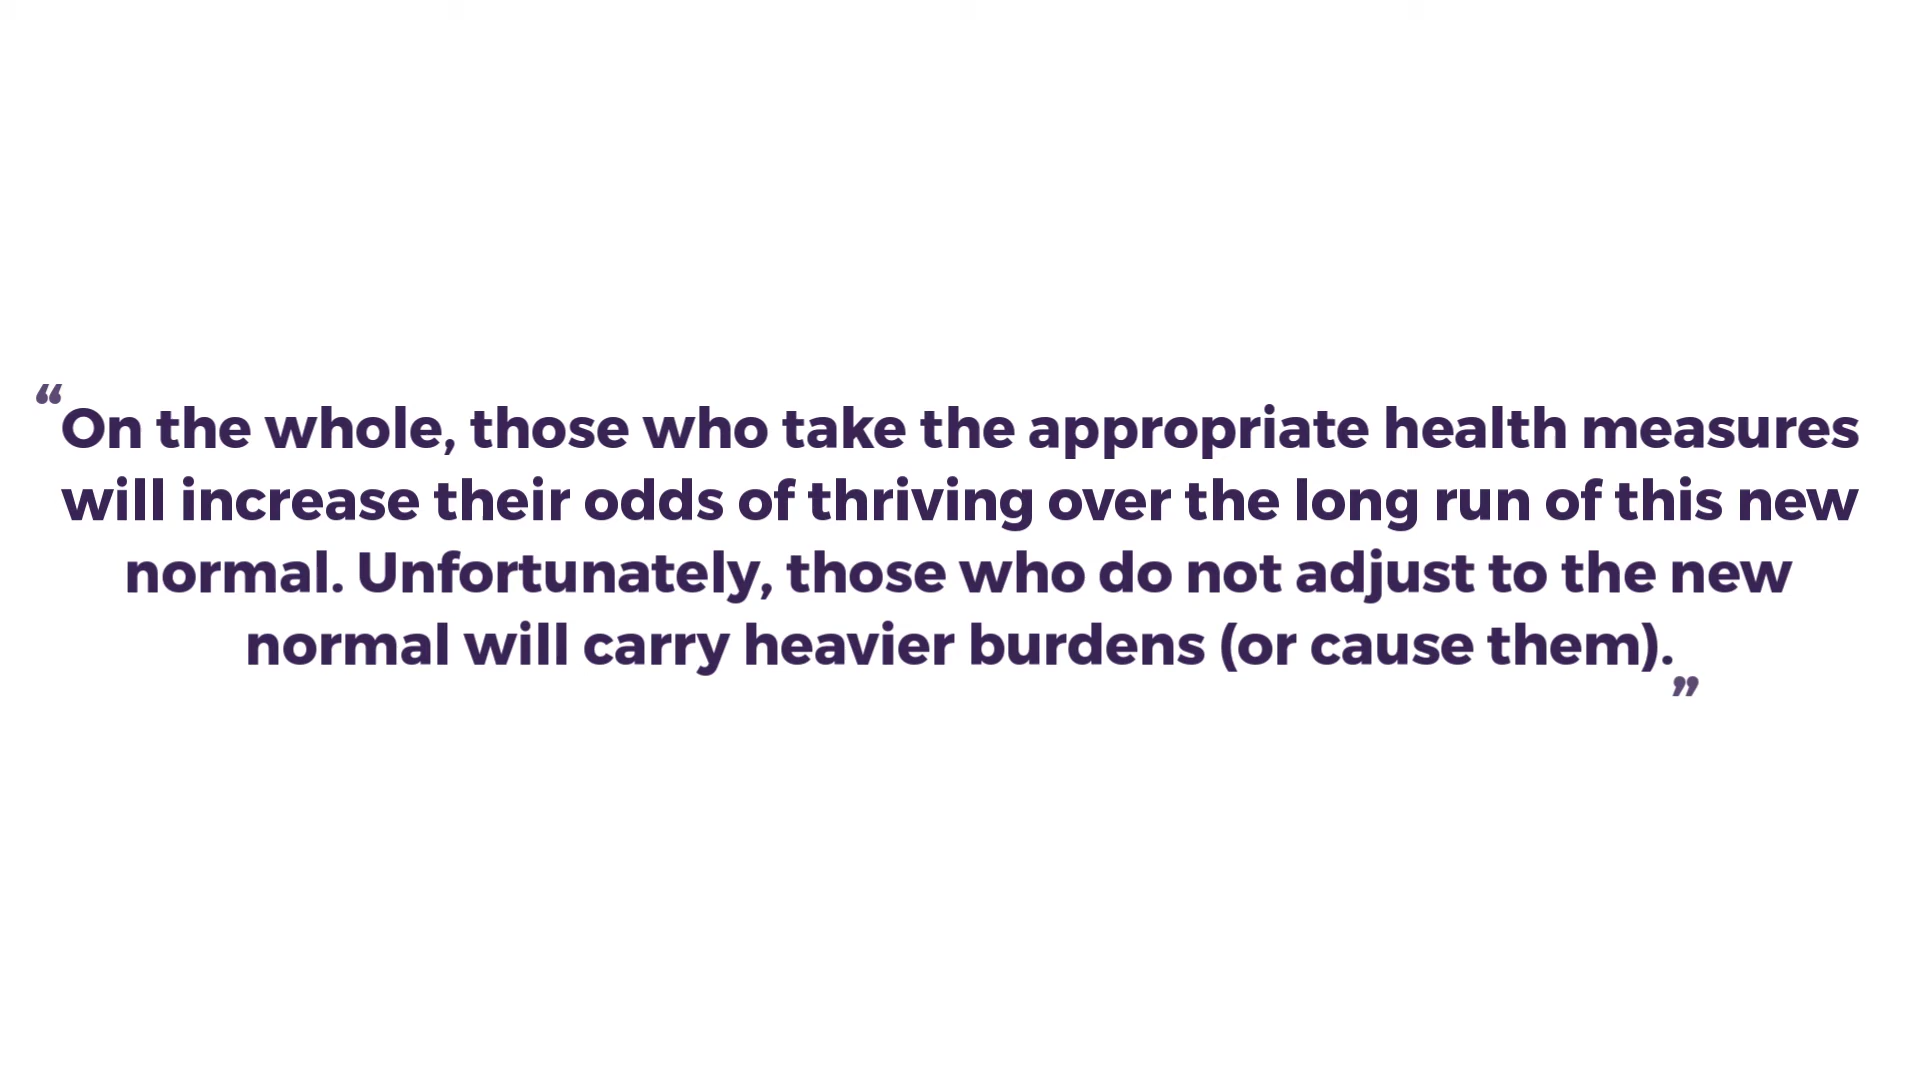 “On the whole, those who take the appropriate health measures
will increase their odds of thriving over the long run of this new
normal. Unfortunately, those who do not adjust to the new
normal will carry heavier burdens (or cause them).”